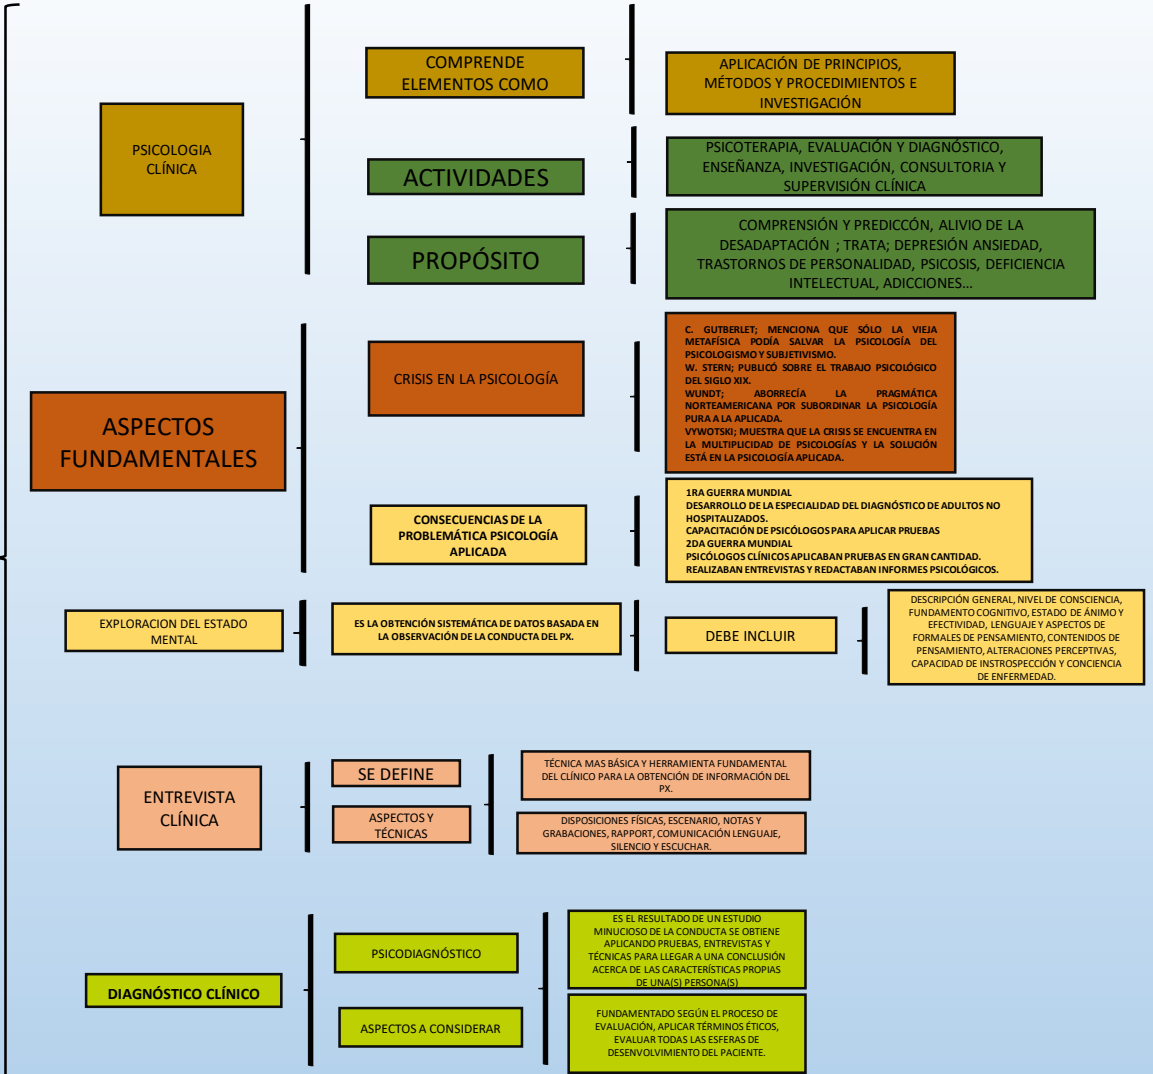 PSICOLOGIA
CLÍNICA
COMPRENDE
ELEMENTOS COMO
APLICACIÓN DE PRINCIPIOS,
MÉTODOS Y PROCEDIMIENTOS E
INVESTIGACIÓN
ACTIVIDADES
PSICOTERAPIA, EVALUACIÓN Y DIAGNÓSTICO,
ENSEÑANZA, INVESTIGACIÓN, CONSULTORIA Y
SUPERVISIÓN CLÍNICA
PROPÓSITO
COMPRENSIÓN Y PREDICCÓN, ALIVIO DE LA
DESADAPTACIÓN ; TRATA; DEPRESIÓN ANSIEDAD,
TRASTORNOS DE PERSONALIDAD, PSICOSIS, DEFICIENCIA
INTELECTUAL, ADICCIONES...
ASPECTOS
FUNDAMENTALES
CRISIS EN LA PSICOLOGÍA
C. GUTBERLET; MENCIONA QUE SÓLO LA VIEJA
METAFÍSICA PODÍA SALVAR LA PSICOLOGÍA DEL
PSICOLOGISMO Y SUBJETIVISMO.
W. STERN; PUBLICÓ SOBRE EL TRABAJO PSICOLÓGICO
DEL SIGLO XIX.
WUNDT; ABORRECÍA LA PRAGMÁTICA
NORTEAMERICANA POR SUBORDINAR LA PSICOLOGÍA
PURA A LA APLICADA.
VYWOTSKI; MUESTRA QUE LA CRISIS SE ENCUENTRA EN
LA MULTIPLICIDAD DE PSICOLOGÍAS Y LA SOLUCIÓN
ESTÁ EN LA PSICOLOGÍA APLICADA.
CONSECUENCIAS DE LA
PROBLEMÁTICA PSICOLOGÍA
APLICADA
1RA GUERRA MUNDIAL
DESARROLLO DE LA ESPECIALIDAD DEL DIAGNÓSTICO DE ADULTOS NO
HOSPITALIZADOS.
CAPACITACIÓN DE PSICÓLOGOS PARA APLICAR PRUEBAS
2DA GUERRA MUNDIAL
PSICÓLOGOS CLÍNICOS APLICABAN PRUEBAS EN GRAN CANTIDAD.
REALIZABAN ENTREVISTAS Y REDACTABAN INFORMES PSICOLÓGICOS.
EXPLORACION DEL ESTADO
MENTAL
ES LA OBTENCIÓN SISTEMÁTICA DE DATOS BASADA EN
LA OBSERVACIÓN DE LA CONDUCTA DEL PX.
DEBE INCLUIR
DESCRIPCIÓN GENERAL, NIVEL DE CONSCIENCIA,
FUNDAMENTO COGNITIVO, ESTADO DE ÁNIMO Y
EFECTIVIDAD, LENGUAJE Y ASPECTOS DE
FORMALES DE PENSAMIENTO, CONTENIDOS DE
PENSAMIENTO, ALTERACIONES PERCEPTIVAS,
CAPACIDAD DE INSTROSPECCIÓN Y CONCIENCIA
DE ENFERMEDAD.
ENTREVISTA
CLÍNICA
SE DEFINE
TÉCNICA MAS BÁSICA Y HERRAMIENTA FUNDAMENTAL
DEL CLÍNICO PARA LA OBTENCIÓN DE INFORMACIÓN DEL
PX.
ASPECTOS Y
TÉCNICAS
DISPOSICIONES FÍSICAS, ESCENARIO, NOTAS Y
GRABACIONES, RAPPORT, COMUNICACIÓN LENGUAJE,
SILENCIO Y ESCUCHAR.
DIAGNÓSTICO CLÍNICO
PSICODIAGNÓSTICO
ES EL RESULTADO DE UN ESTUDIO
MINUCIOSO DE LA CONDUCTA SE OBTIENE
APLICANDO PRUEBAS, ENTREVISTAS Y
TÉCNICAS PARA LLEGAR A UNA CONCLUSIÓN
ACERCA DE LAS CARACTERÍSTICAS PROPIAS
DE UNA(S) PERSONA(S)
ASPECTOS A CONSIDERAR
FUNDAMENTADO SEGÚN EL PROCESO DE
EVALUACIÓN, APLICAR TÉRMINOS ÉTICOS,
EVALUAR TODAS LAS ESFERAS DE
DESENVOLVIMIENTO DEL PACIENTE.